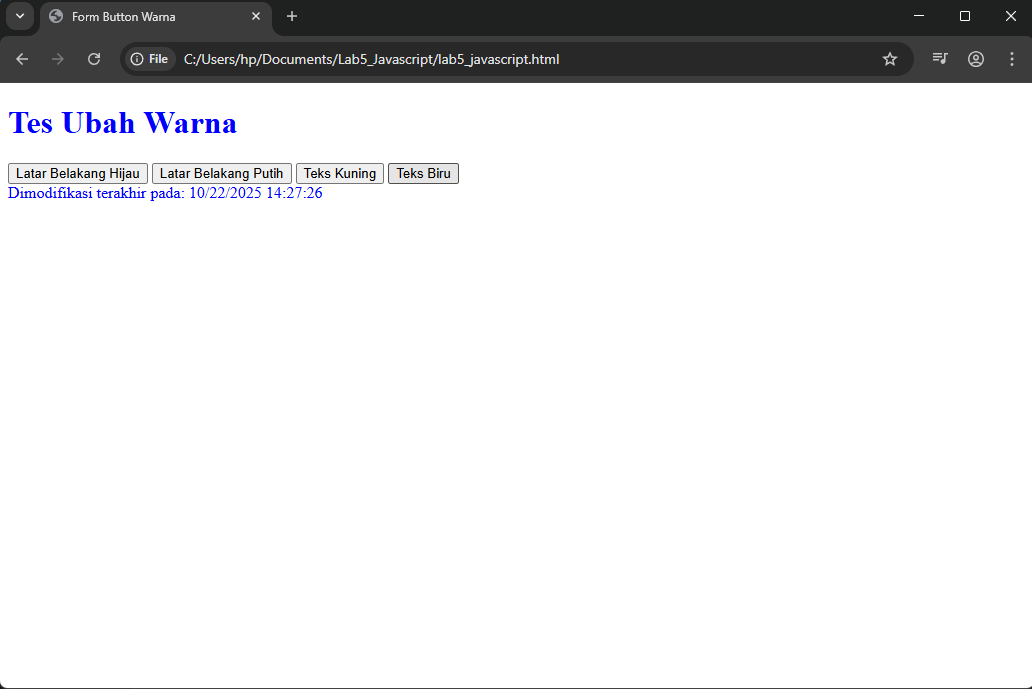 Form Button Warna
File C:/Users/hp/Documents/Lab5_Javascript/lab5_javascript.html
Tes Ubah Warna
Latar Belakang Hijau Latar Belakang Putih Teks Kuning Teks Biru
Dimodifikasi terakhir pada: 10/22/2025 14:27:26